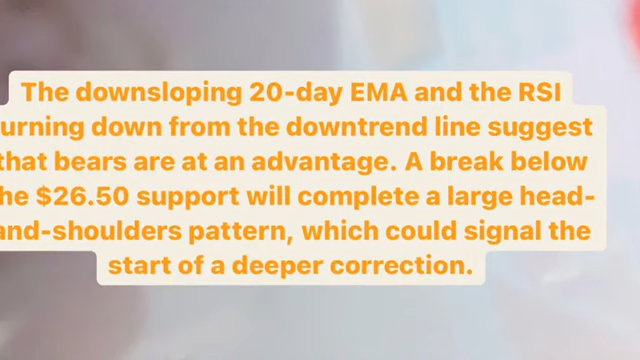 The downsloping 20-day EMA and the RSI
urning down from the downtrend line suggest
that bears are at an advantage. A break below
he $26.50 support will complete a large head-
and-shoulders pattern, which could signal the
start of a deeper correction.